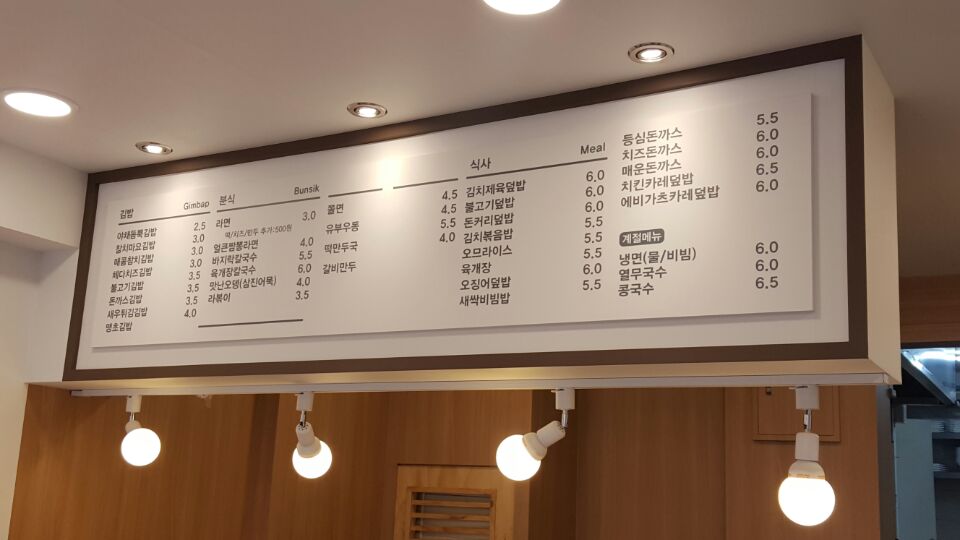 김밥 Gimbap
야채듬뿍김밥 2.5
참치마요김밥 3.0
매콤참치김밥 3.0
체다치즈김밥 3.0
불고기김밥 3.5
돈까스김밥 3.5
새우튀김김밥 3.5
명초김밥 4.0
분식 Bunsik
라면 3.0
떡/치즈/만두 추가:500원
얼큰짬뽕라면 4.0
바지락칼국수 5.5
육개장칼국수 6.0
맛난오뎅(삼진어묵) 4.0
라볶이 3.5
쫄면 4.5
유부우동 4.5
떡만두국 5.5
갈비만두 4.0
식사 Meal
김치제육덮밥 6.0
불고기덮밥 6.0
돈커리덮밥 6.0
김치볶음밥 5.5
오므라이스 5.5
육개장 5.5
오징어덮밥 6.0
새싹비빔밥 5.5
등심돈까스 5.5
치즈돈까스 6.0
매운돈까스 6.0
치킨카레덮밥 6.5
에비가츠카레덮밥 6.0
계절메뉴
냉면(물/비빔) 6.0
열무국수 6.0
콩국수 6.5